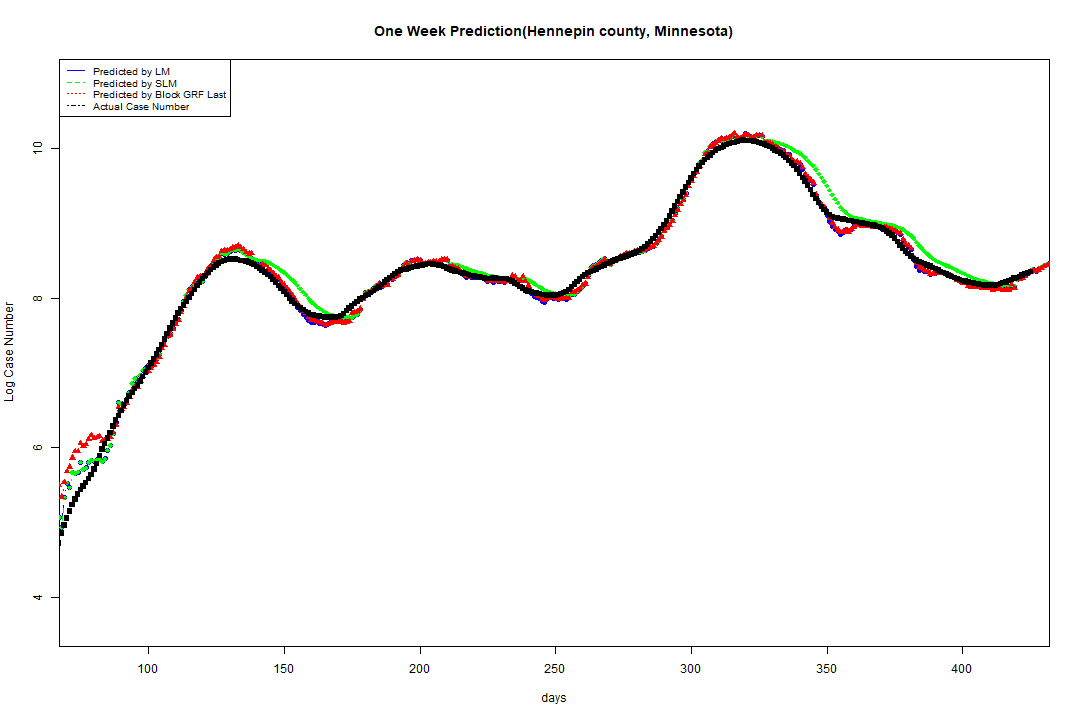 One Week Prediction(Hennepin county, Minnesota)
Predicted by LM
Predicted by SLM
Predicted by Block GRF Last
Actual Case Number
Log Case Number
10
8
6
4
100 150 200 250 300 350 400
days